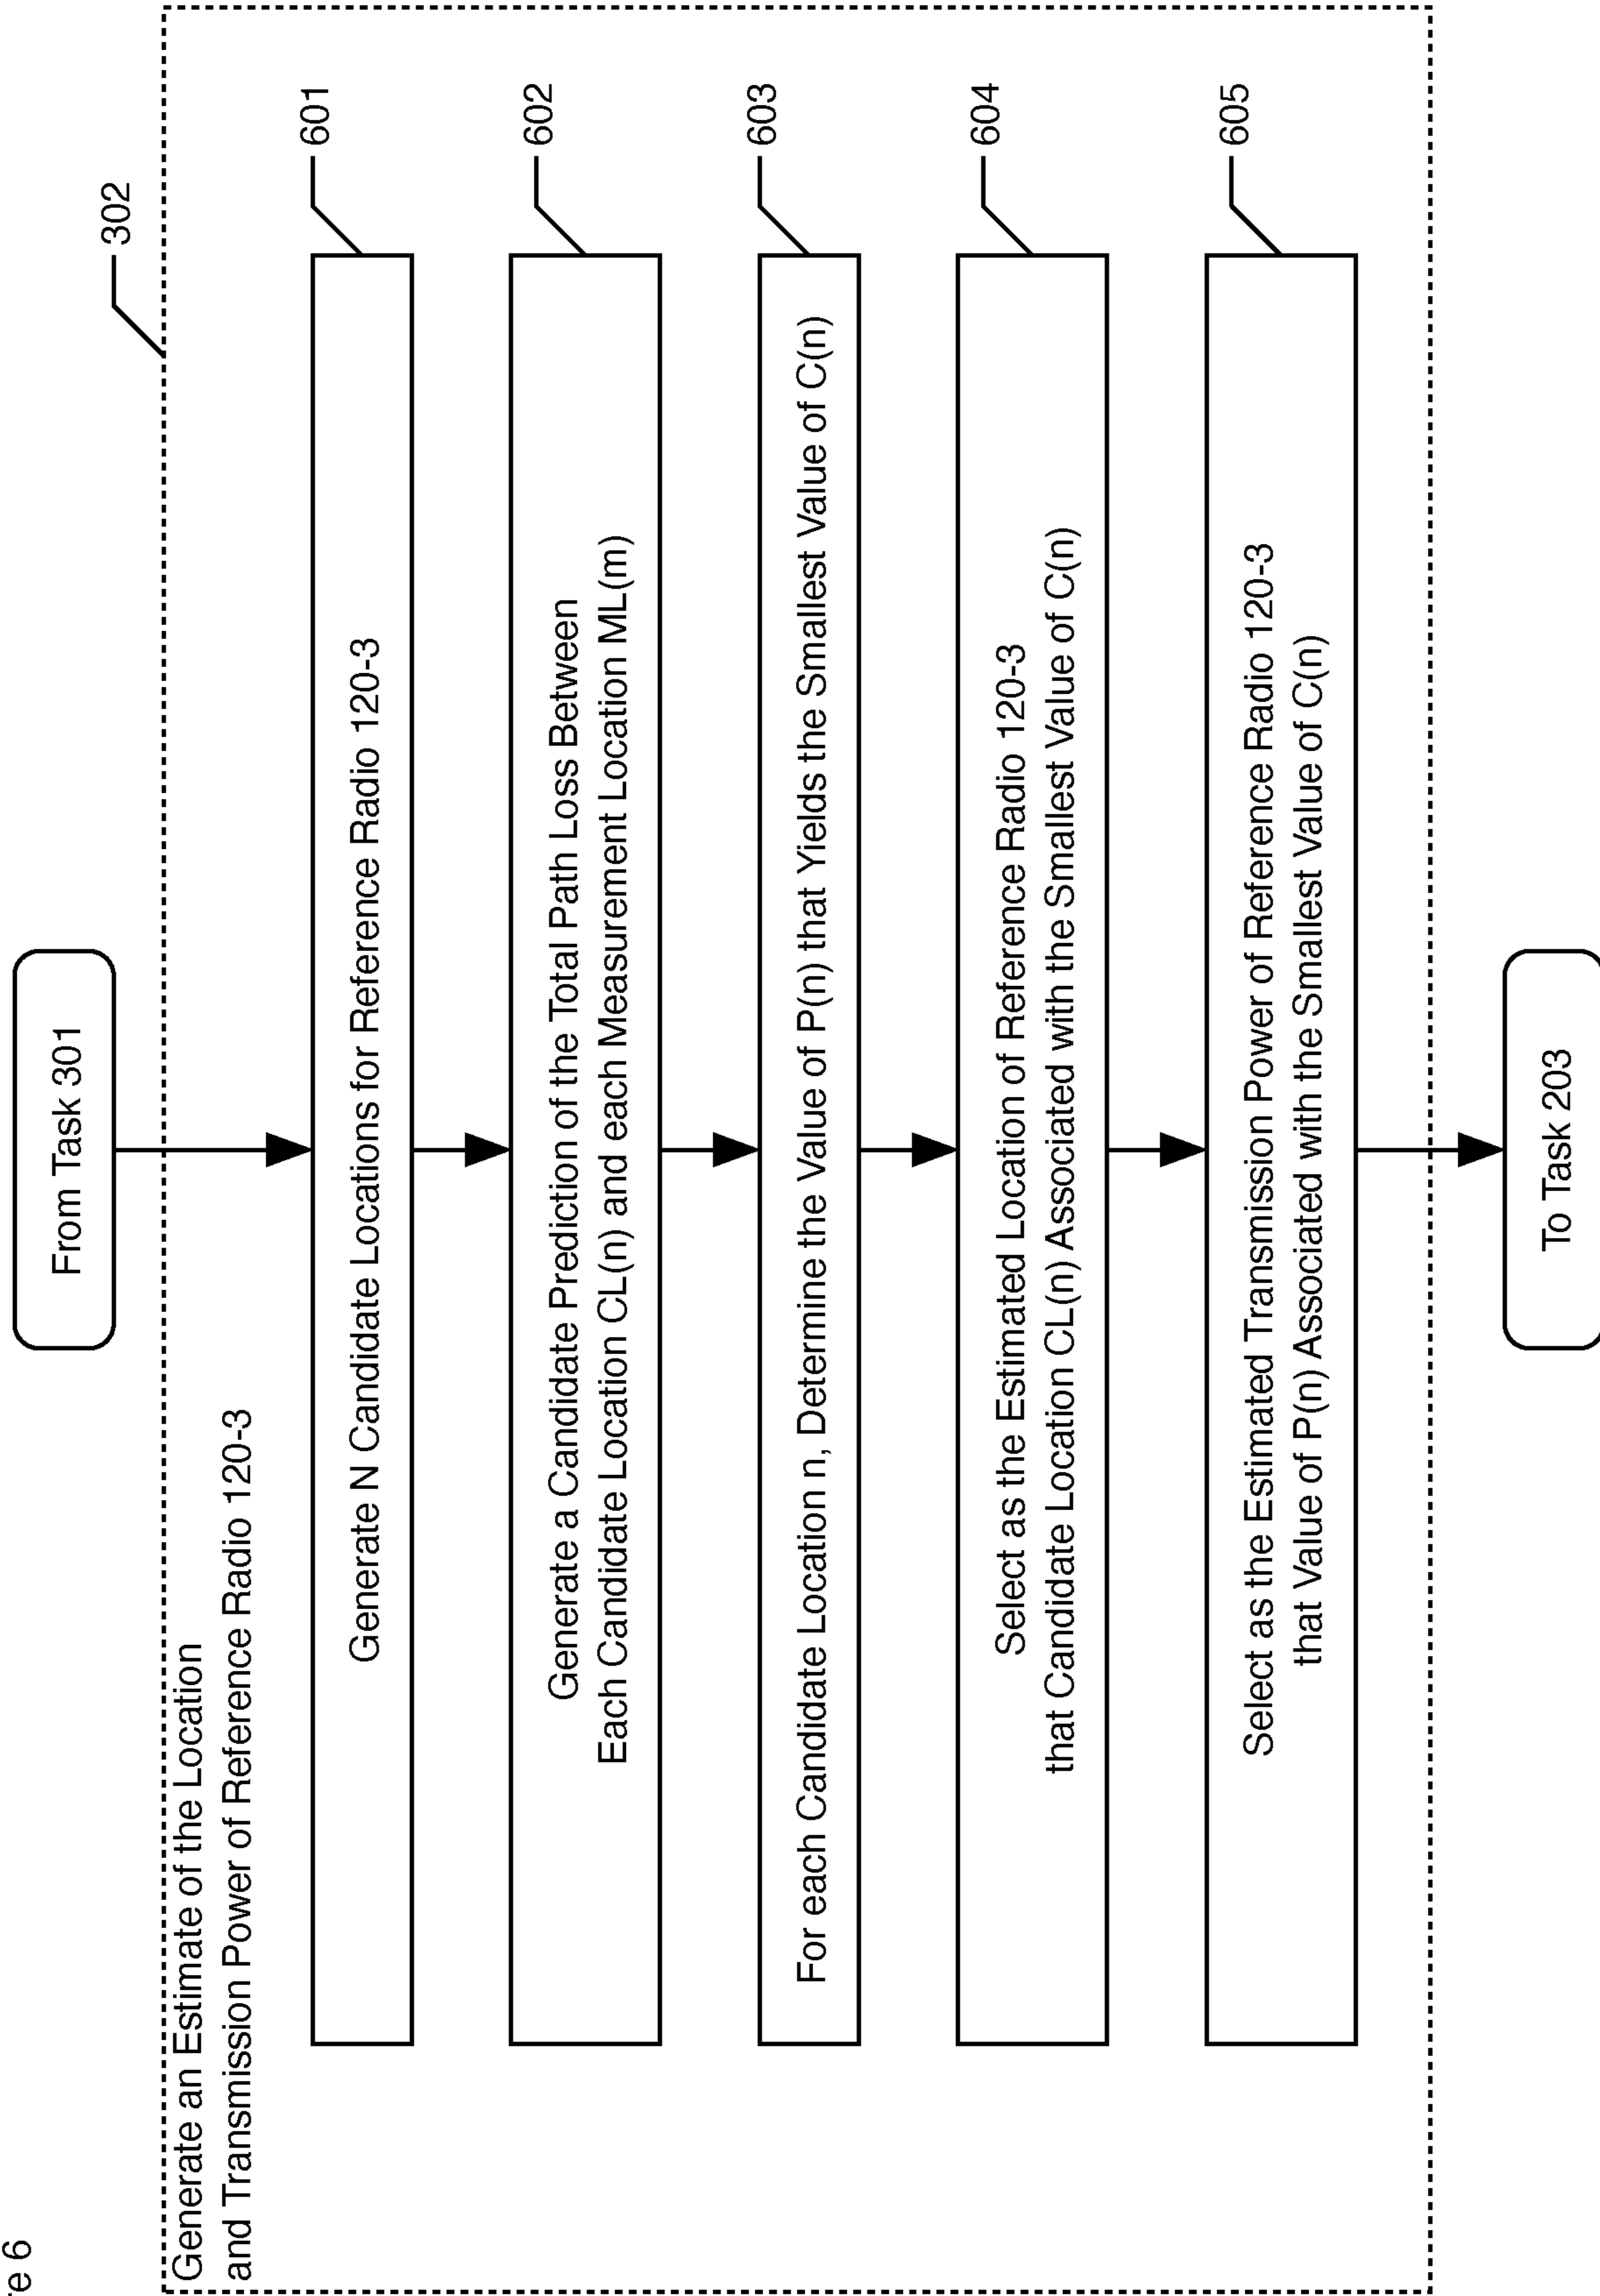 e 6
From Task 301
302
Generate an Estimate of the Location
and Transmission Power of Reference Radio 120-3
601
Generate N Candidate Locations for Reference Radio 120-3
602
Generate a Candidate Prediction of the Total Path Loss Between
Each Candidate Location CL(n) and each Measurement Location ML(m)
603
For each Candidate Location n, Determine the Value of P(n) that Yields the Smallest Value of C(n)
604
Select as the Estimated Location of Reference Radio 120-3
that Candidate Location CL(n) Associated with the Smallest Value of C(n)
605
Select as the Estimated Transmission Power of Reference Radio 120-3
that Value of P(n) Associated with the Smallest Value of C(n)
To Task 203